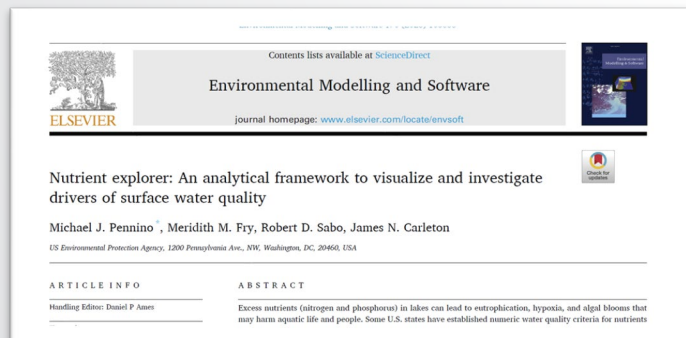 Contents lists available at ScienceDirect
Environmental Modelling and Software
ELSEVIER
journal homepage: www.elsevier.com/locate/envsoft
Check for
updates
Nutrient explorer: An analytical framework to visualize and investigate
drivers of surface water quality
Michael J. Pennino *, Meridith M. Fry, Robert D. Sabo, James N. Carleton
US Environmental Protection Agency, 1200 Pennsylvania Ave., NW, Washington, DC, 20460, USA
ARTICLE INFO
ABSTRACT
Handling Editor: Daniel P Ames
Excess nutrients (nitrogen and phosphorus) in lakes can lead to eutrophication, hypoxia, and algal blooms that
may harm aquatic life and people. Some U.S. states have established numeric water quality criteria for nutrients